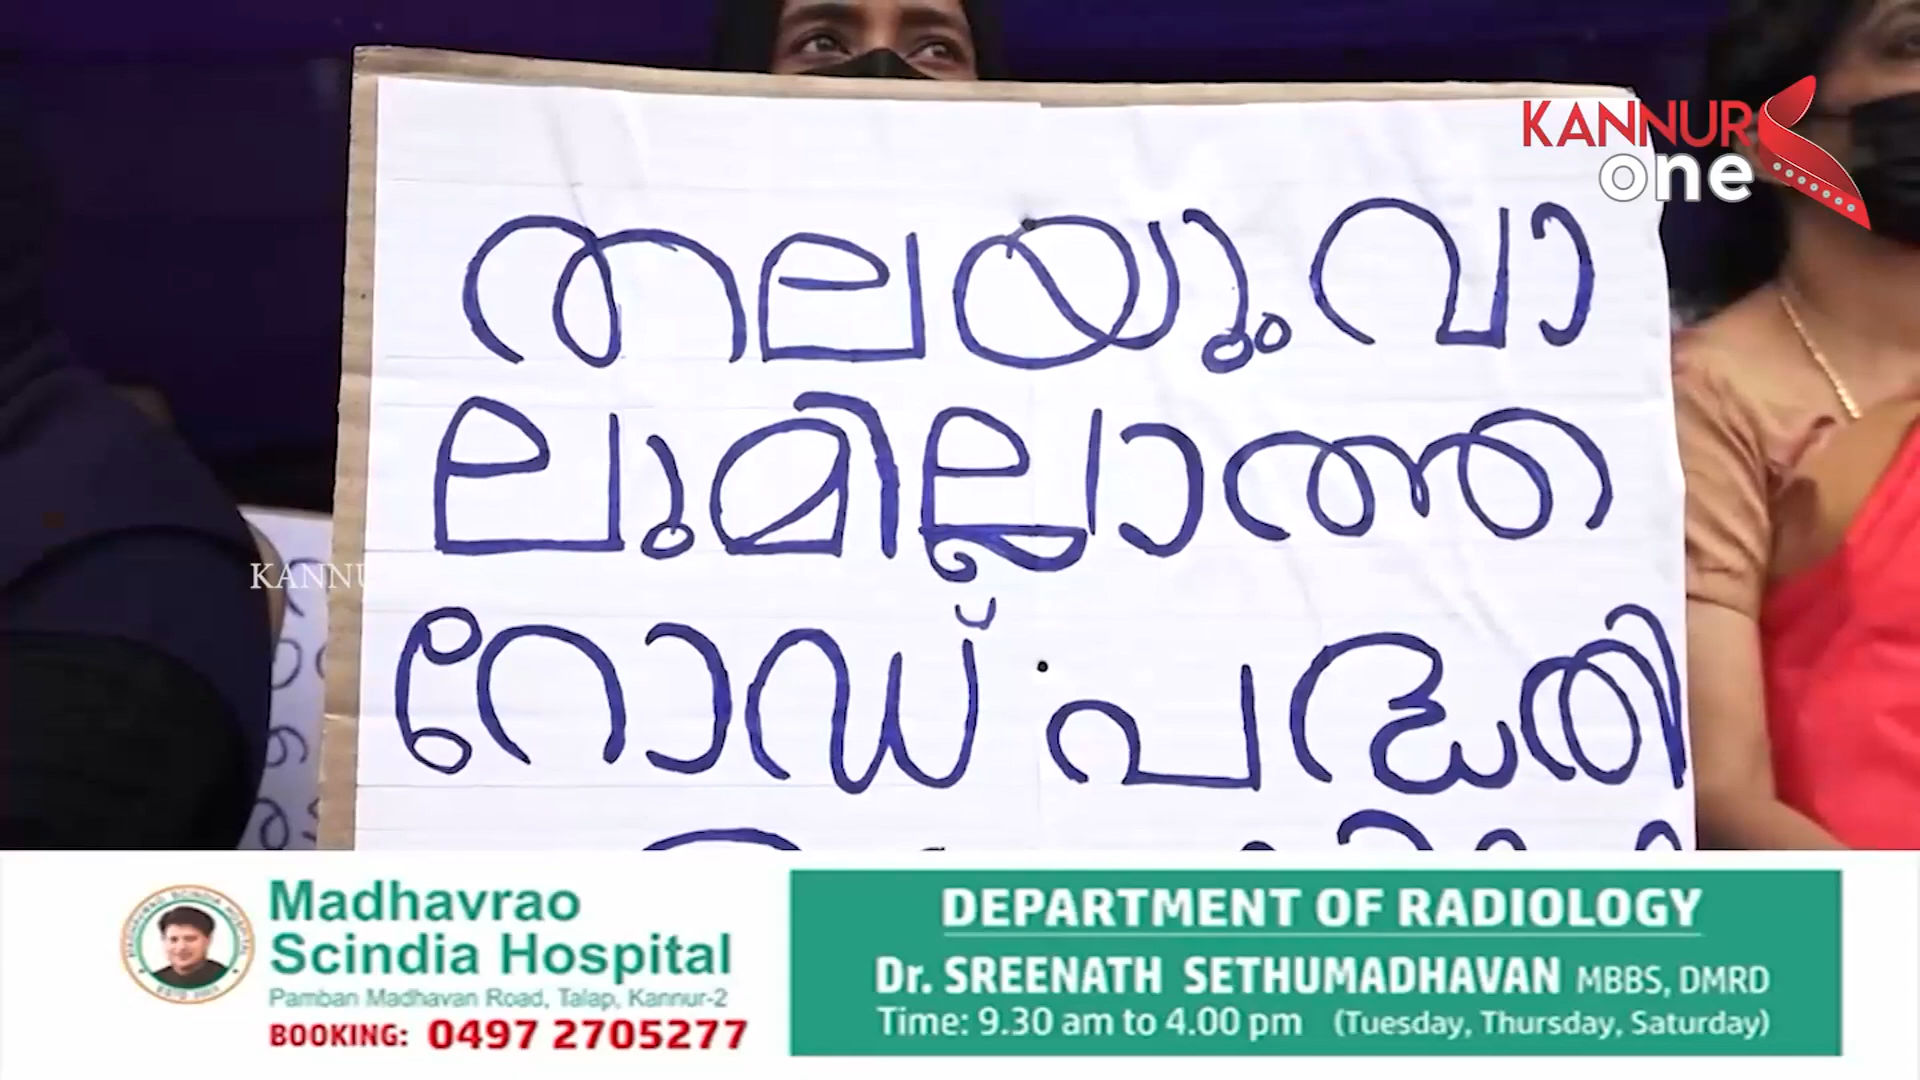 KANNUR
one
തലയും വാ
ലുമില്ലാത്ത
റോഡ് പദ്ധതി
KANNU
Madhavrao
Scindia Hospital
Pamban Madhavan Road, Talap, Kannur-2
BOOKING: 0497 2705277
DEPARTMENT OF RADIOLOGY
Dr. SREENATH SETHUMADHAVAN MBBS, DMRD
Time: 9.30 am to 4.00 pm (Tuesday, Thursday, Saturday)